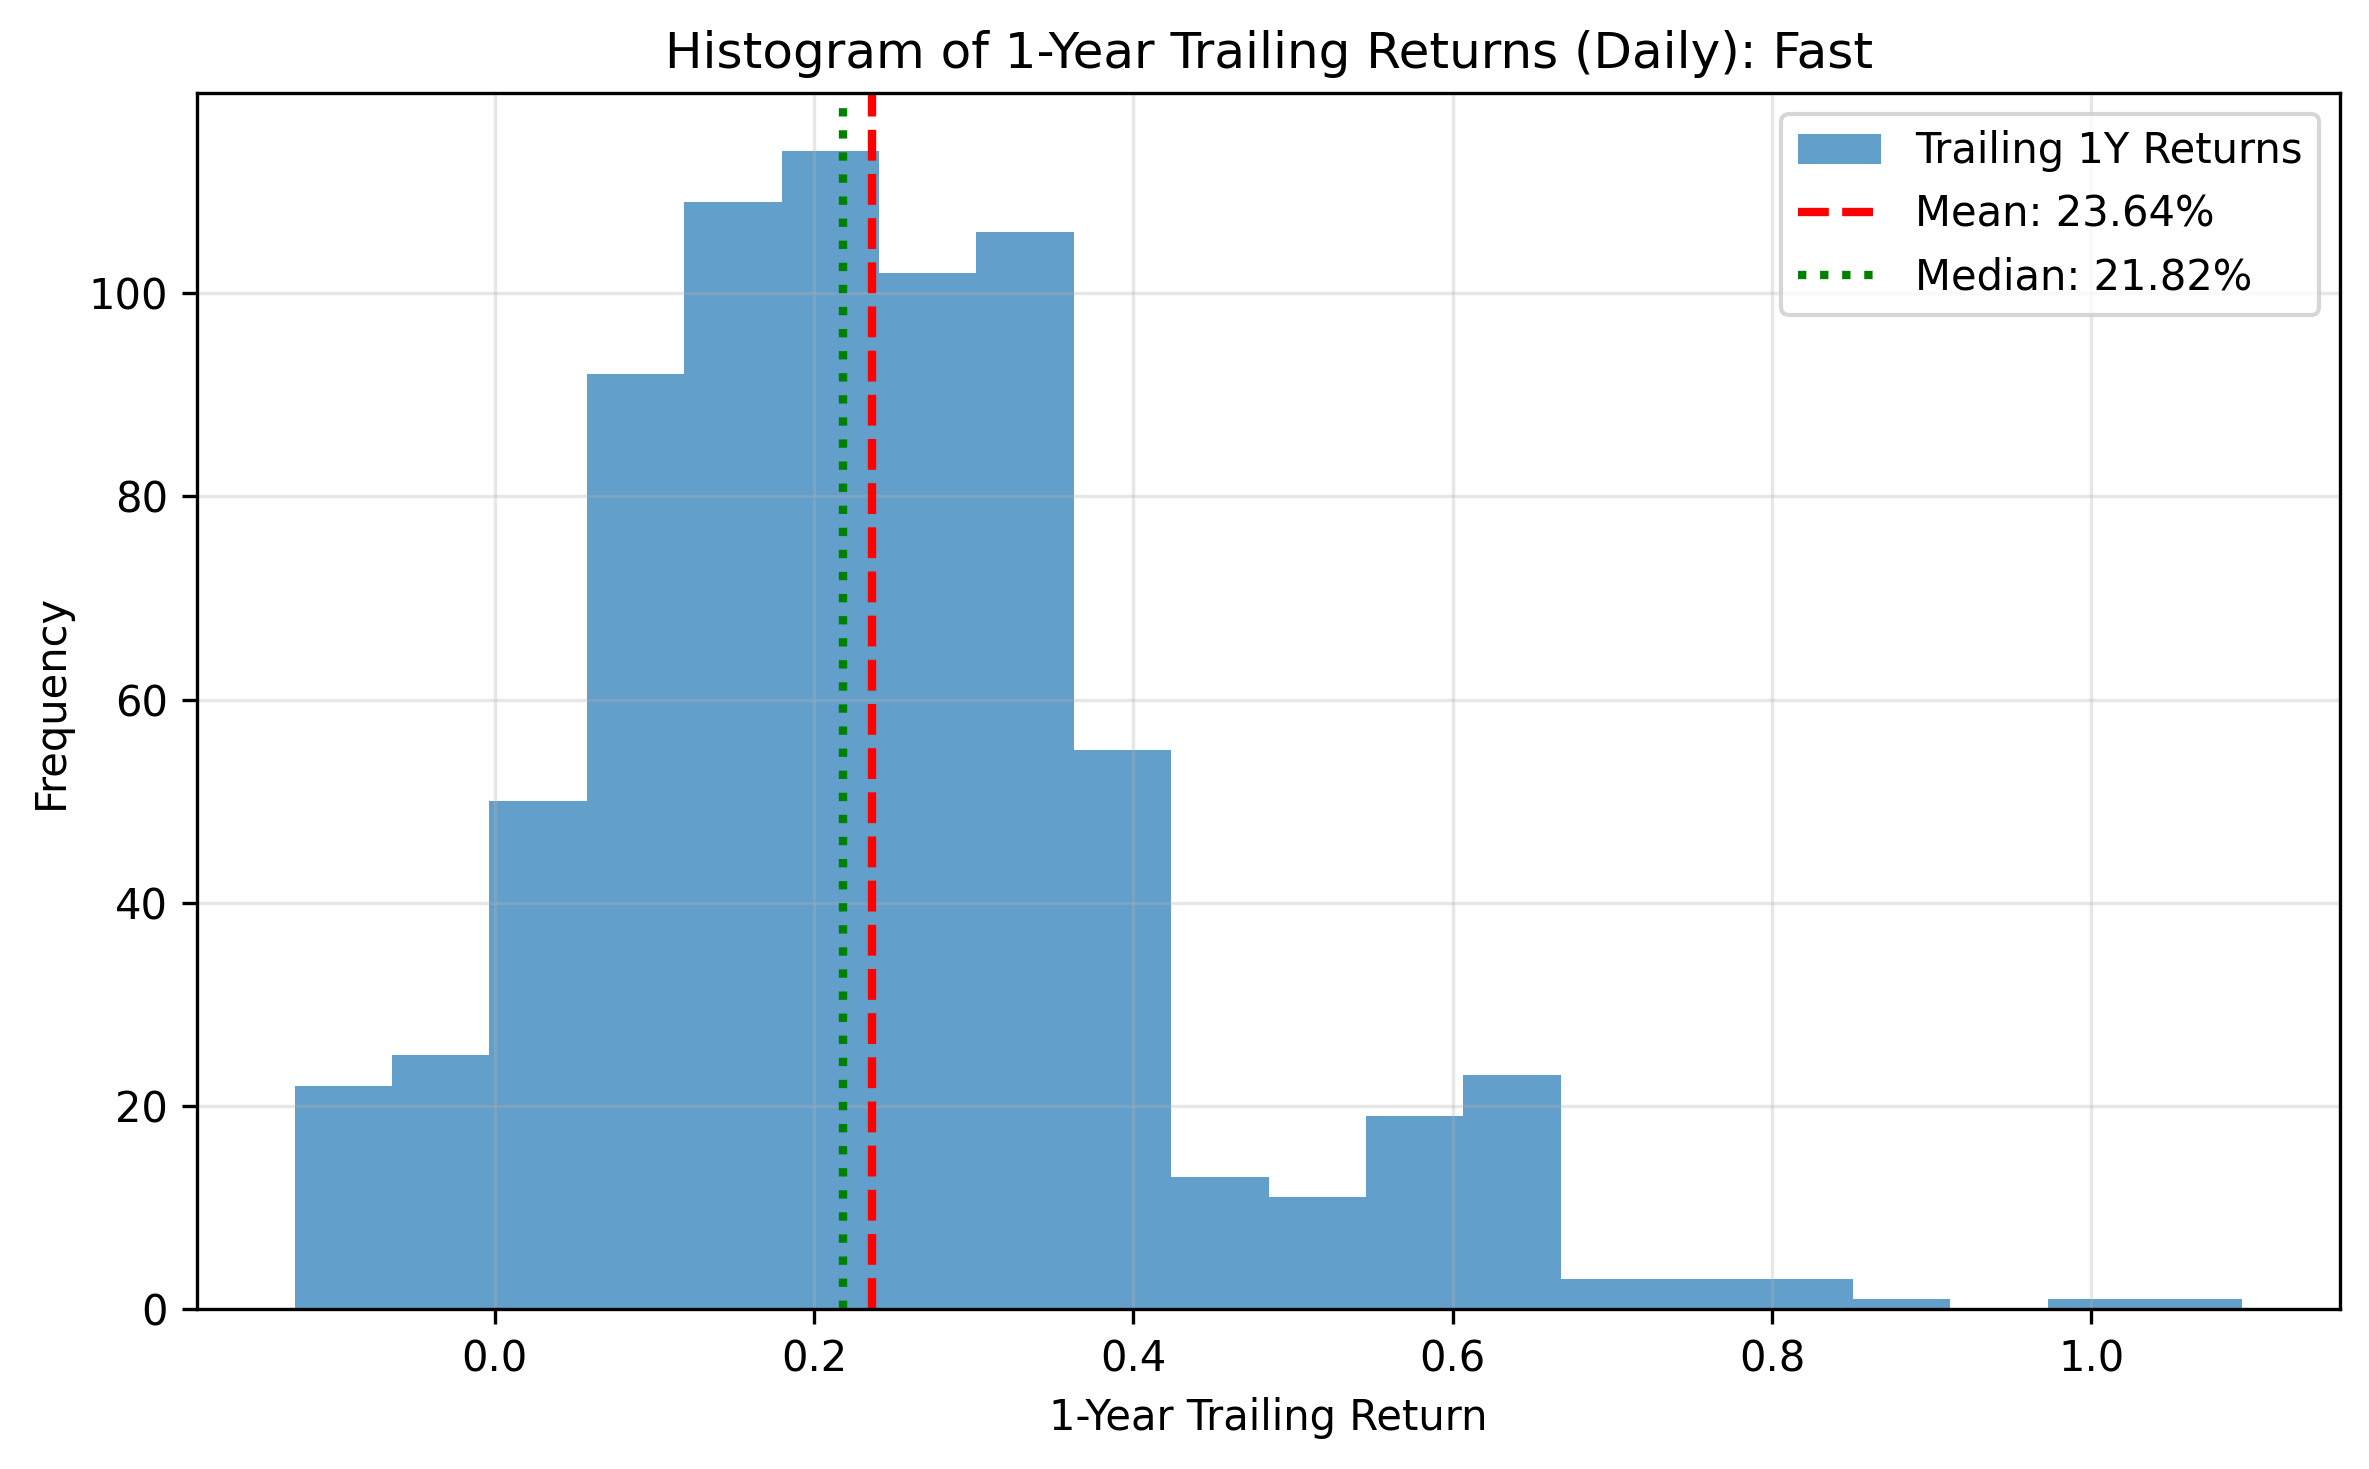 Histogram of 1-Year Trailing Returns (Daily): Fast
Trailing 1Y Returns
Mean: 23.64%
Median: 21.82%
Frequency
100
80
60
40
20
0
0.0 0.2 0.4 0.6 0.8 1.0
1-Year Trailing Return